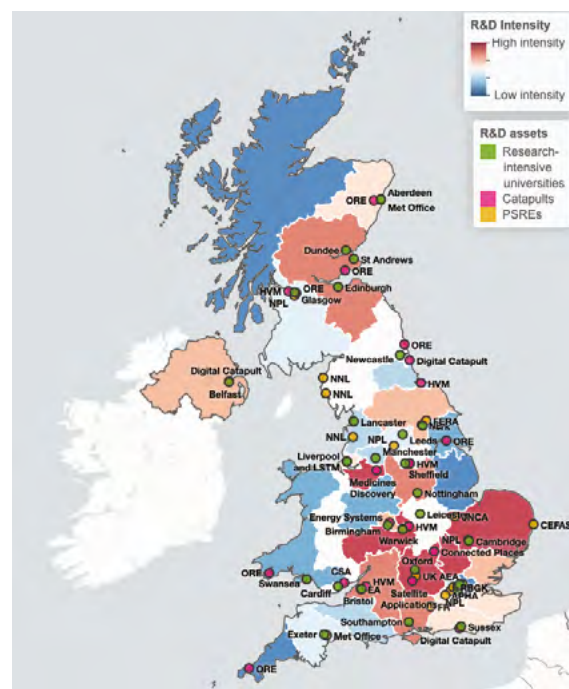 R&D Intensity
High intensity
Low intensity
R&D assets
Research-
intensive
universities
Catapults
PSREs
ORE
Aberdeen
Met Office
Dundee
St Andrews
ORE
Edinburgh
HVM
ORE
NPL
Glasgow
ORE
Newcastle
Digital Catapult
Digital Catapult
Belfast
NNL
HVM
NNL
Lancaster
FERA
NNL
NPL
Leeds
ORE
Manchester
Liverpool
and LSTM
HVM
Sheffield
Medicines
Discovery
Nottingham
Energy Systems
Birmingham
HVM
Warwick
CEFAS
NPL
Cambridge
Connected Places
Oxford
ORE
Swansea
CSA
Cardiff
HVM
EA
Bristol
UK AEA
Satellite
Applications
RBGK
APHA
NPL
Southampton
Sussex
Digital Catapult
Exeter
Met Office
ORE